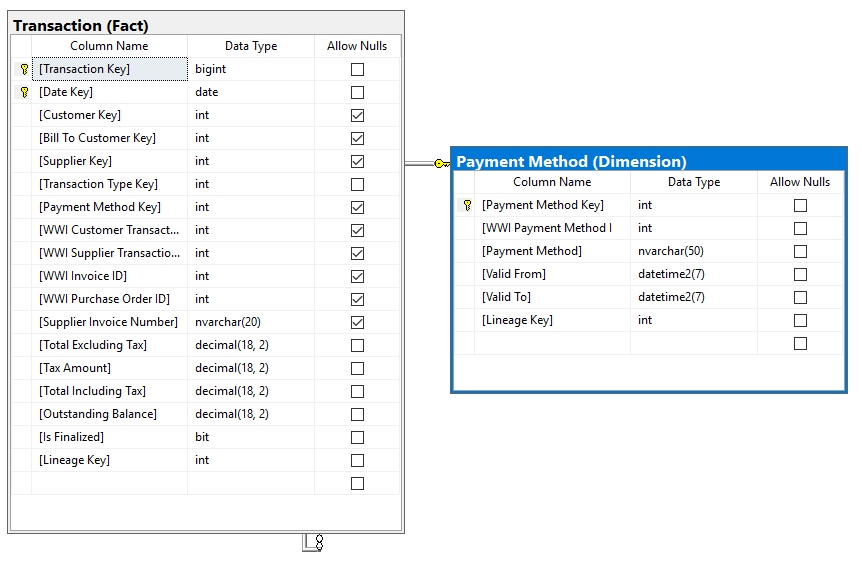 Transaction (Fact)
Column Name Data Type Allow Nulls
[Transaction Key] bigint
[Date Key] date
[Customer Key] int
[Bill To Customer Key] int
[Supplier Key] int
[Transaction Type Key] int
[Payment Method Key] int
[WWI Customer Transact... int
[WWI Supplier Transactio... int
[WWI Invoice ID] int
[WWI Purchase Order ID] int
[Supplier Invoice Number] nvarchar(20)
[Total Excluding Tax] decimal(18, 2)
[Tax Amount] decimal(18, 2)
[Total Including Tax] decimal(18, 2)
[Outstanding Balance] decimal(18, 2)
[Is Finalized] bit
[Lineage Key] int
Payment Method (Dimension)
Column Name Data Type Allow Nulls
[Payment Method Key] int
[WWI Payment Method I int
[Payment Method] nvarchar(50)
[Valid From] datetime2(7)
[Valid To] datetime2(7)
[Lineage Key] int